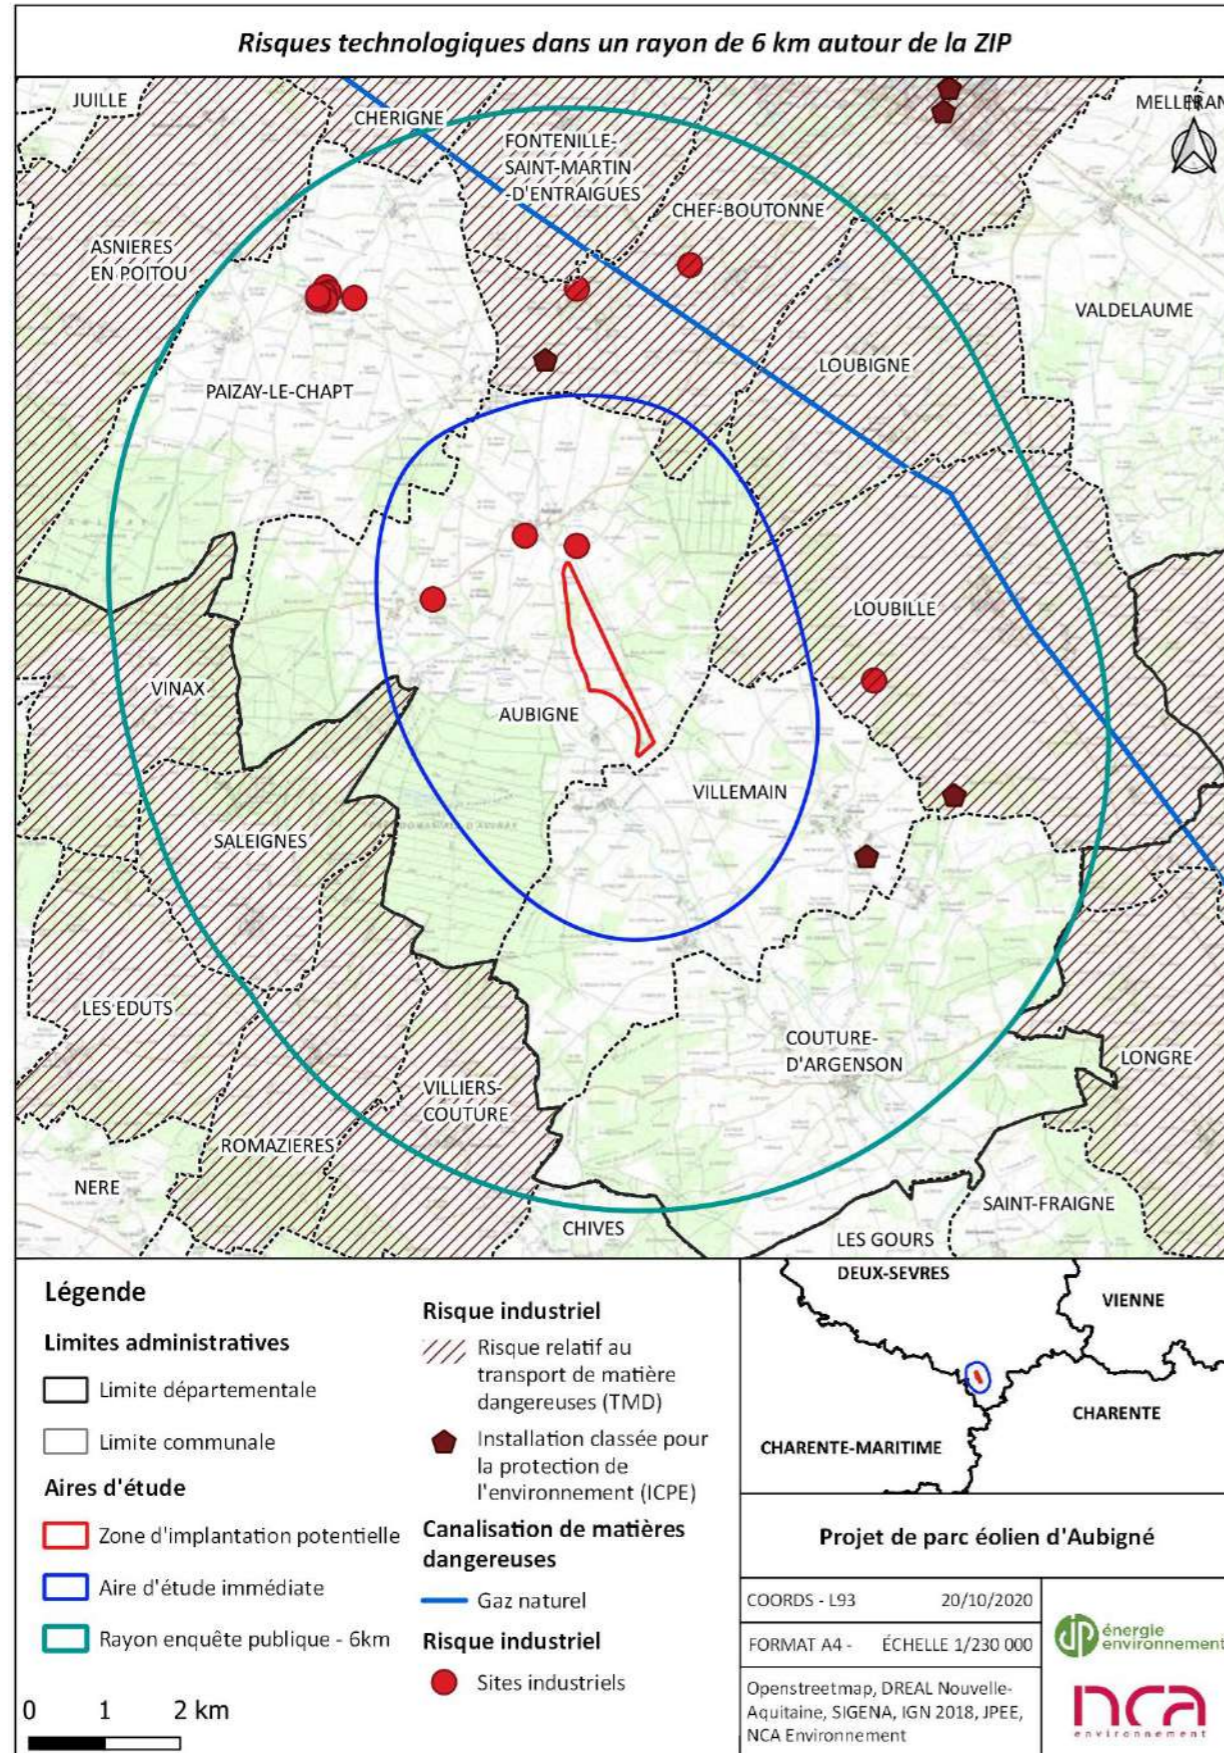 Risques technologiques dans un rayon de 6 km autour de la ZIP
JUILLE
CHERIGNE
MELLERAN
FONTENILLE-
SAINT-MARTIN
-D'ENTRAIGUES
CHEF-BOUTONNE
ASNIERES
EN POITOU
VALDELAUME
LOUBIGNE
PAIZAY-LE-CHAPT
LOUBILLE
VINAX
AUBIGNE
VILLEMAIN
SALEIGNES
LES EDUTS
COUTURE-
D'ARGENSON
LONGRE
VILLIERS-
COUTURE
ROMAZIERES
NERE
SAINT-FRAIGNE
CHIVES
LES GOURS
Légende
Limites administratives
Limite départementale
Limite communale
Aires d'étude
Zone d'implantation potentielle
Aire d'étude immédiate
Rayon enquête publique - 6km
0 1 2 km
Risque industriel
Risque relatif au
transport de matière
dangereuses (TMD)
Installation classée pour
la protection de
l'environnement (ICPE)
Canalisation de matières
dangereuses
Gaz naturel
Risque industriel
Sites industriels
DEUX-SEVRES
VIENNE
CHARENTE
CHARENTE-MARITIME
Projet de parc éolien d'Aubigné
COORDS - L93 20/10/2020
FORMAT A4 - ÉCHELLE 1/230 000
Openstreetmap, DREAL Nouvelle-
Aquitaine, SIGENA, IGN 2018, JPEE,
NCA Environnement
jp énergie
environnement
nca
environnement